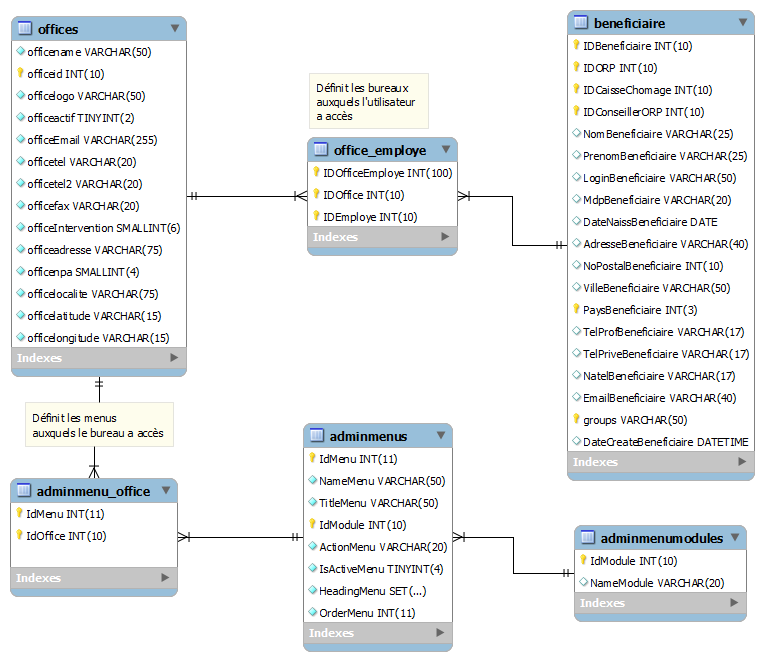 offices
officename VARCHAR(50)
officeid INT(10)
officelogo VARCHAR(50)
officeactif TINYINT(2)
officeEmail VARCHAR(255)
officetel VARCHAR(20)
officetel2 VARCHAR(20)
officefax VARCHAR(20)
officeIntervention SMALLINT(6)
officeadresse VARCHAR(75)
officenpa SMALLINT(4)
officelocalite VARCHAR(75)
officelatitude VARCHAR(15)
officelongitude VARCHAR(15)
Indexes
Définit les bureaux
auxquels l'utilisateur
a accès
office_employe
IDOfficeEmploye INT(100)
IDOffice INT(10)
IDEmploye INT(10)
Indexes
beneficiaire
IDBeneficiaire INT(10)
IDORP INT(10)
IDCaisseChomage INT(10)
IDConseillerORP INT(10)
NomBeneficiaire VARCHAR(25)
PrenomBeneficiaire VARCHAR(25)
LoginBeneficiaire VARCHAR(50)
MdpBeneficiaire VARCHAR(20)
DateNaissBeneficiaire DATE
AdresseBeneficiaire VARCHAR(40)
NoPostalBeneficiaire INT(10)
VilleBeneficiaire VARCHAR(50)
PaysBeneficiaire INT(3)
TelProfBeneficiaire VARCHAR(17)
TelPriveBeneficiaire VARCHAR(17)
NatelBeneficiaire VARCHAR(17)
EmailBeneficiaire VARCHAR(40)
groups VARCHAR(50)
DateCreateBeneficiaire DATETIME
Indexes
Définit les menus
auxquels le bureau a accès
adminmenu_office
IdMenu INT(11)
IdOffice INT(10)
Indexes
adminmenus
IdMenu INT(11)
NameMenu VARCHAR(50)
TitleMenu VARCHAR(50)
IdModule INT(10)
ActionMenu VARCHAR(20)
IsActiveMenu TINYINT(4)
HeadingMenu SET(...)
OrderMenu INT(11)
Indexes
adminmenumodules
IdModule INT(10)
NameModule VARCHAR(20)
Indexes